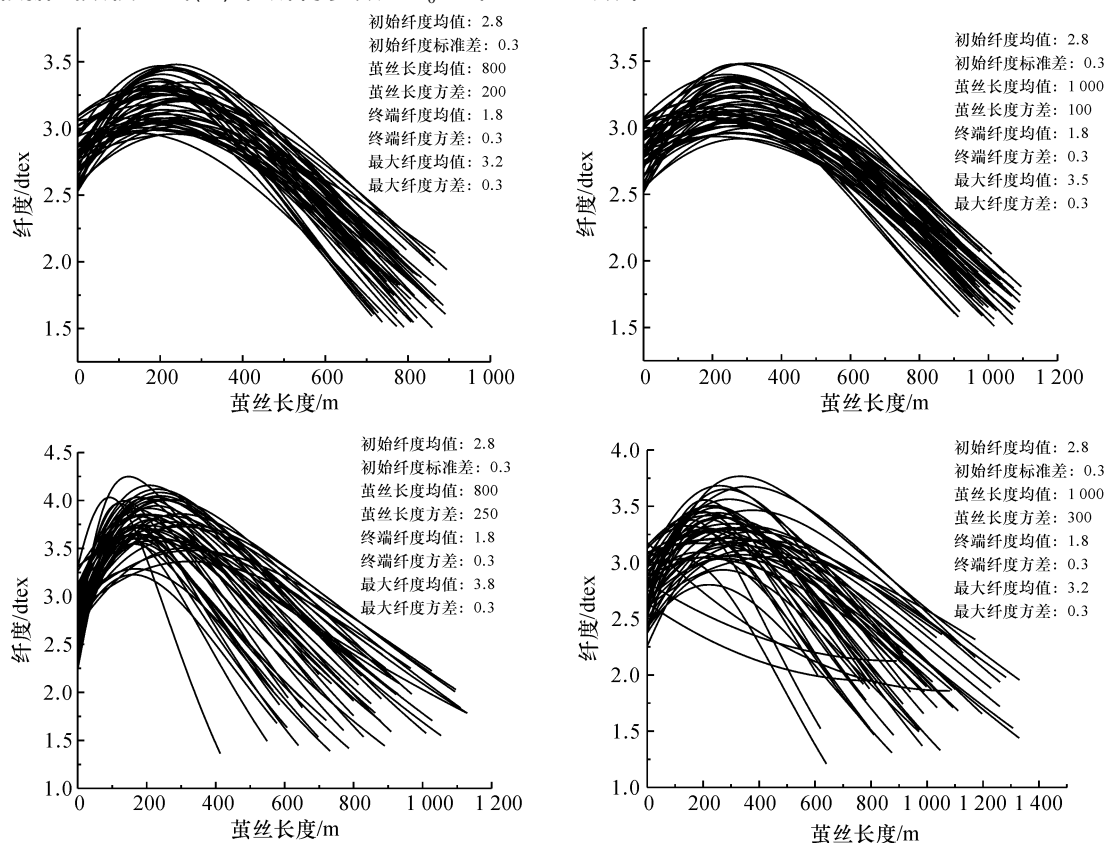 初始纤度均值：2.8
初始纤度标准差：0.3
茧丝长度均值：800
茧丝长度方差：200
终端纤度均值：1.8
终端纤度方差：0.3
最大纤度均值：3.2
最大纤度方差：0.3
3.5
3.0
2.5
2.0
1.5
纤度/dtex
0 200 400 600 800 1 000
茧丝长度/m
初始纤度均值：2.8
初始纤度标准差：0.3
茧丝长度均值：1 000
茧丝长度方差：100
终端纤度均值：1.8
终端纤度方差：0.3
最大纤度均值：3.5
最大纤度方差：0.3
3.5
3.0
2.5
2.0
1.5
纤度/dtex
0 200 400 600 800 1 000 1 200
茧丝长度/m
初始纤度均值：2.8
初始纤度标准差：0.3
茧丝长度均值：800
茧丝长度方差：250
终端纤度均值：1.8
终端纤度方差：0.3
最大纤度均值：3.8
最大纤度方差：0.3
4.5
4.0
3.5
3.0
2.5
2.0
1.5
1.0
纤度/dtex
0 200 400 600 800 1 000 1 200
茧丝长度/m
初始纤度均值：2.8
初始纤度标准差：0.3
茧丝长度均值：1 000
茧丝长度方差：300
终端纤度均值：1.8
终端纤度方差：0.3
最大纤度均值：3.2
最大纤度方差：0.3
4.0
3.5
3.0
2.5
2.0
1.5
1.0
纤度/dtex
0 200 400 600 800 1 000 1 200 1 400
茧丝长度/m